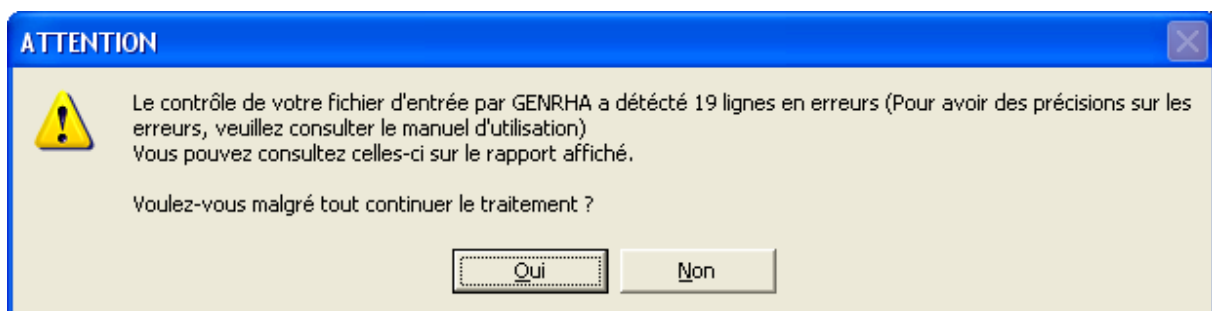 ATTENTION
Le contrôle de votre fichier d'entrée par GENRHA a détécté 19 lignes en erreurs (Pour avoir des précisions sur les
erreurs, veuillez consulter le manuel d'utilisation)
Vous pouvez consultez celles-ci sur le rapport affiché.
Voulez-vous malgré tout continuer le traitement ?
Oui
Non